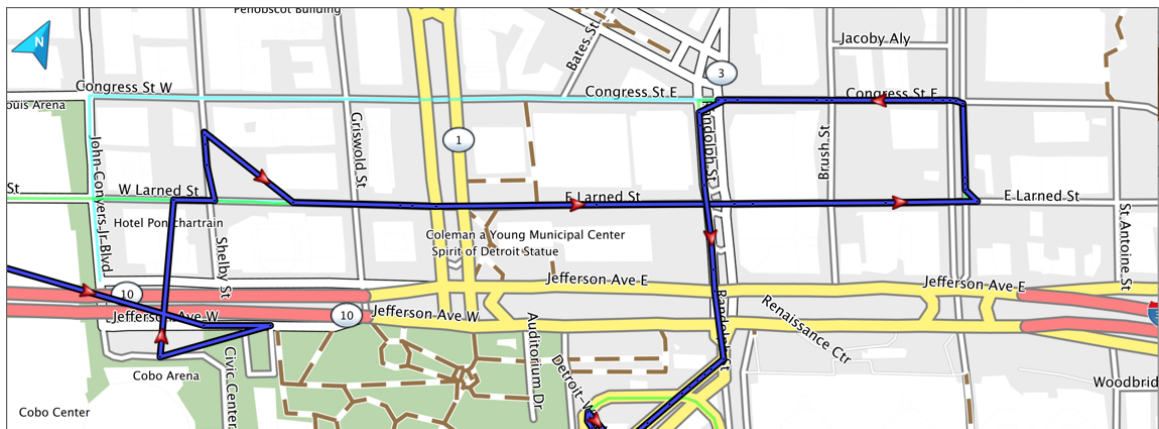 Penobscot Building
N
Bates St
3
Jacoby Aly
Congress St W
Congress St E
Congress St E
ouis Arena
John Conyers Jr Blvd
Griswold St
1
Randolph St
Brush St
St
W Larned St
E Larned St
E Larned St
Hotel Pontchartrain
Shelby St
Coleman a Young Municipal Center
Spirit of Detroit Statue
St Antoine St
10
Jefferson Ave E
Jefferson Ave E
Jefferson Ave W
10
Jefferson Ave W
Renaissance Ctr
Auditorium Dr
Civic Center
Cobo Arena
Woodbrid
Cobo Center